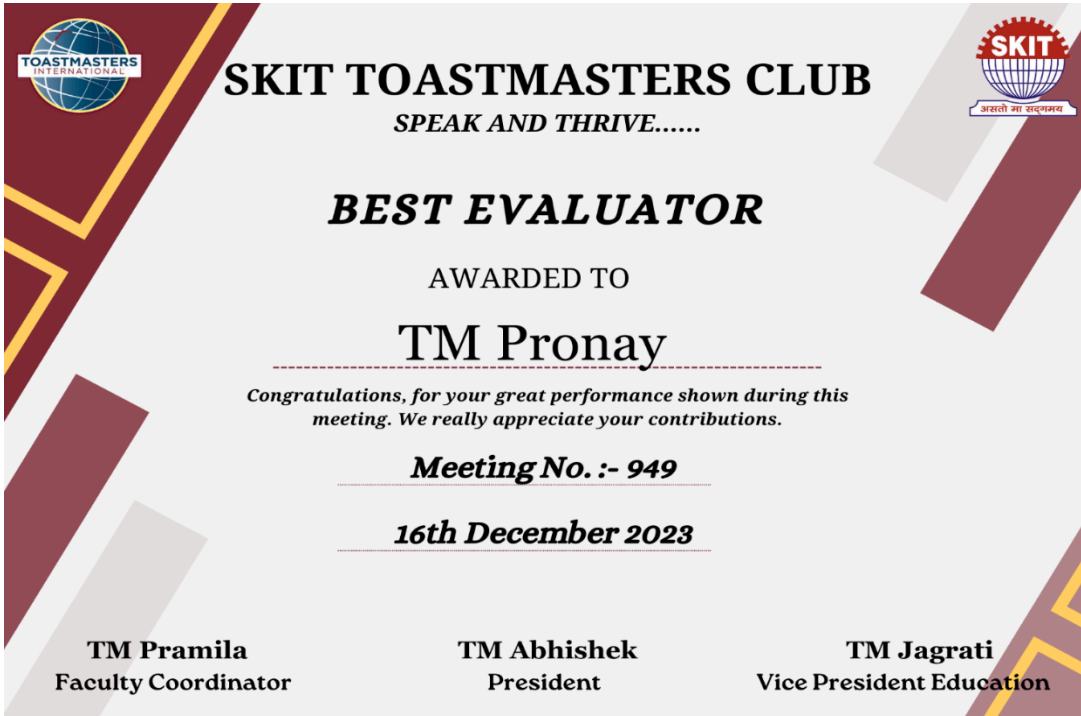 TOASTMASTERS
INTERNATIONAL
SKIT
असतो मा सद्गमय
SKIT TOASTMASTERS CLUB
SPEAK AND THRIVE......
BEST EVALUATOR
AWARDED TO
TM Pronay
Congratulations, for your great performance shown during this
meeting. We really appreciate your contributions.
Meeting No. :- 949
16th December 2023
TM Pramila
Faculty Coordinator
TM Abhishek
President
TM Jagrati
Vice President Education